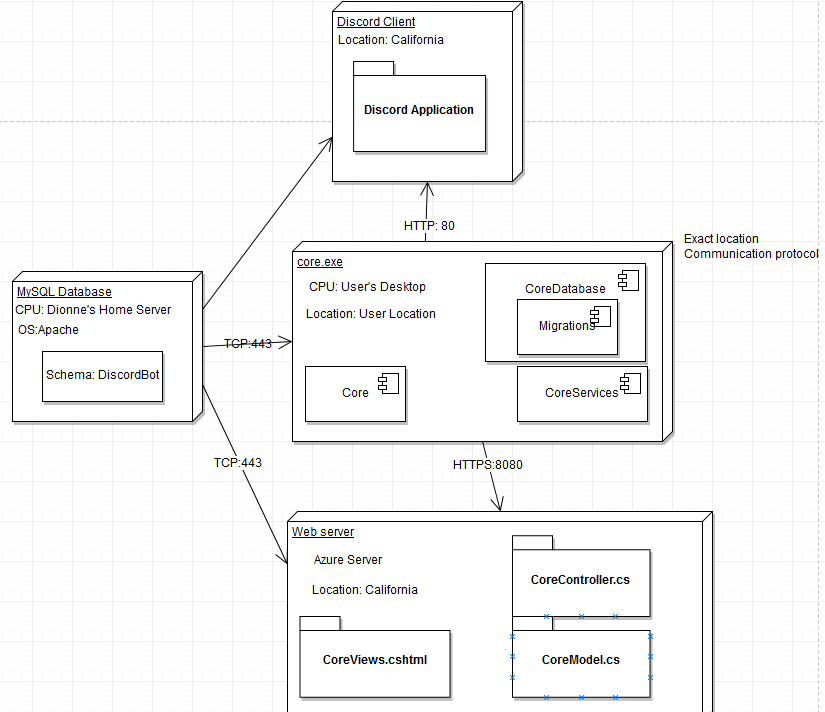 Discord Client
Location: California
Discord Application
HTTP: 80
Exact location
Communication protocol
core.exe
CPU: User's Desktop
Location: User Location
CoreDatabase
Migrations
Core
CoreServices
MySQL Database
CPU: Dionne's Home Server
OS:Apache
Schema: DiscordBot
TCP:443
TCP:443
HTTPS:8080
Web server
Azure Server
Location: California
CoreController.cs
CoreViews.cshtml
CoreModel.cs